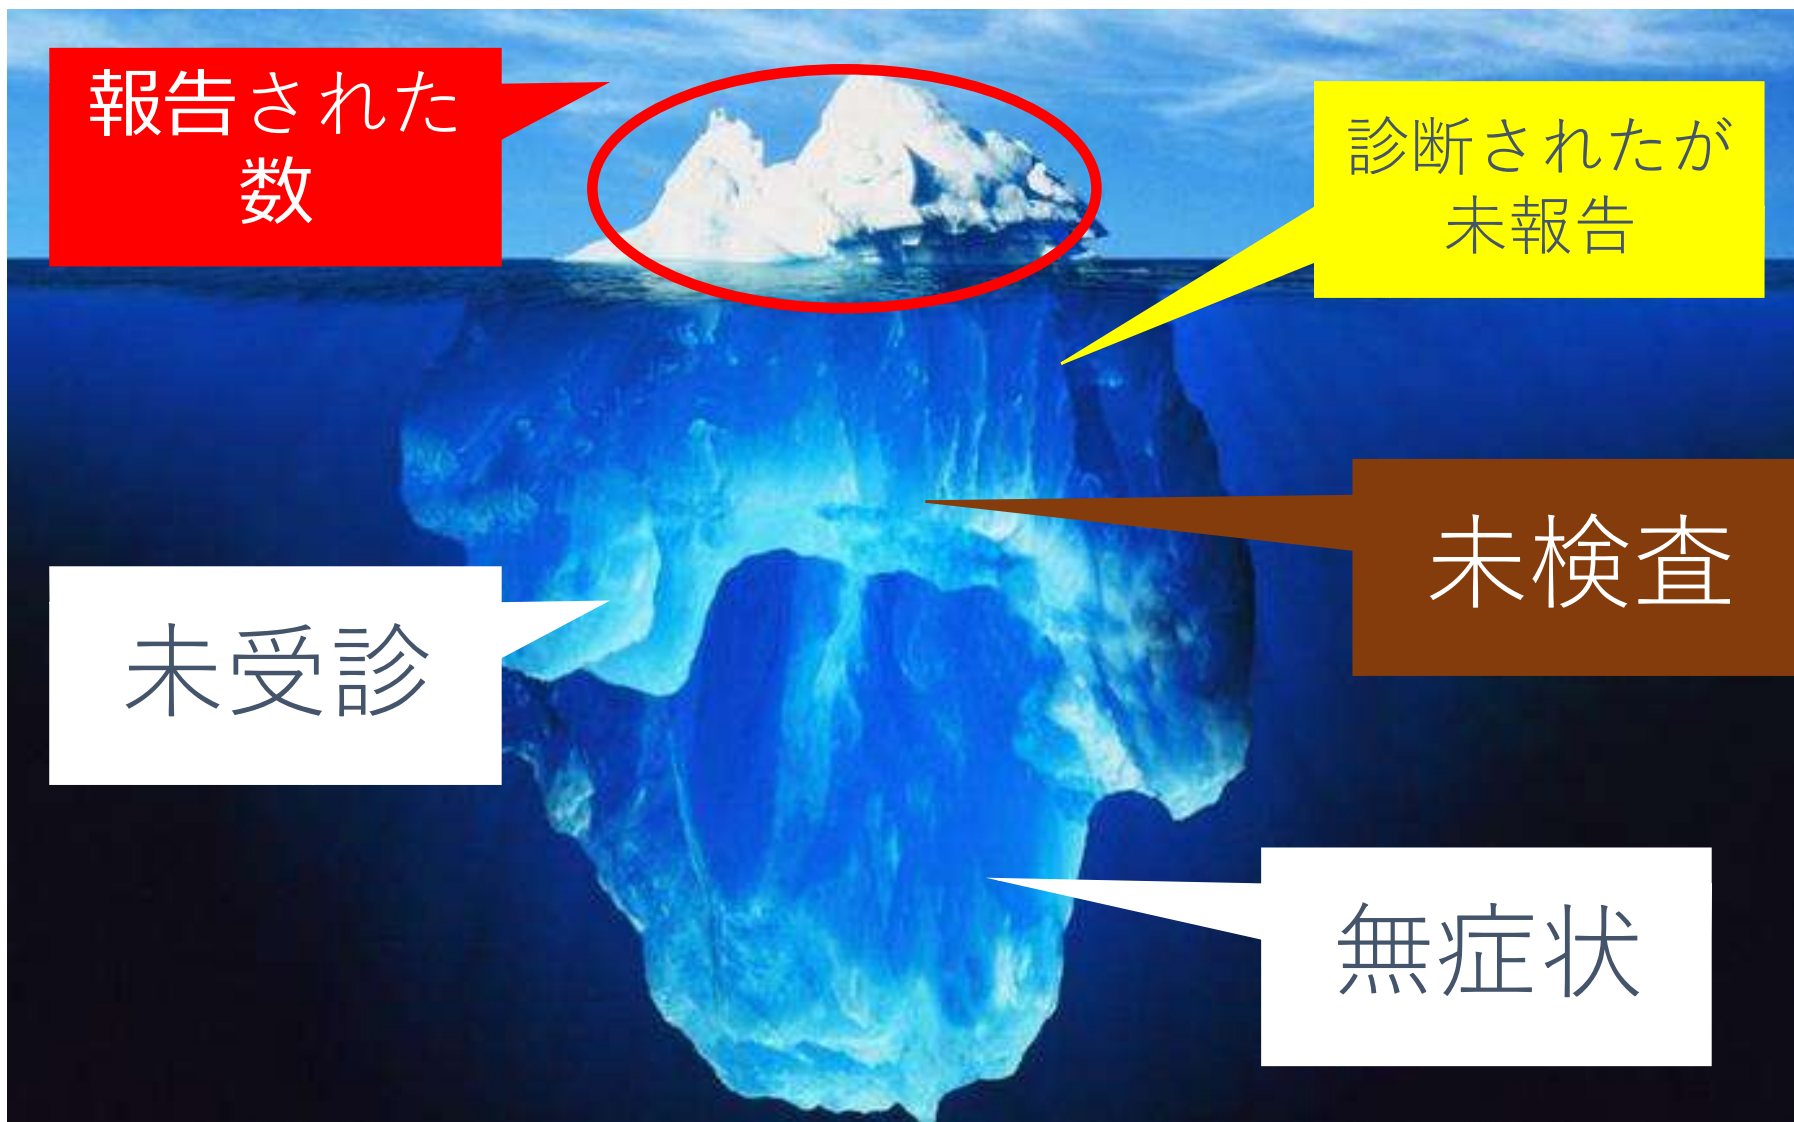 報告された
数
診断されたが
未報告
未検査
未受診
無症状